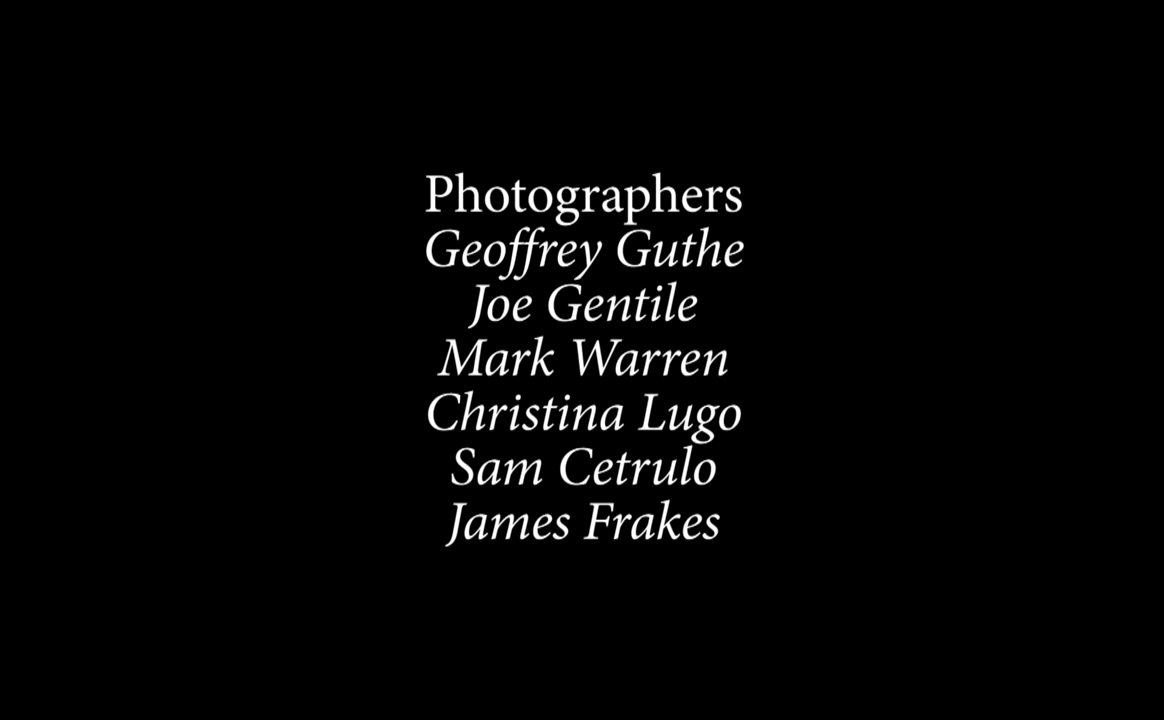 Photographers
Geoffrey Guthe
Joe Gentile
Mark Warren
Christina Lugo
Sam Cetrulo
James Frakes